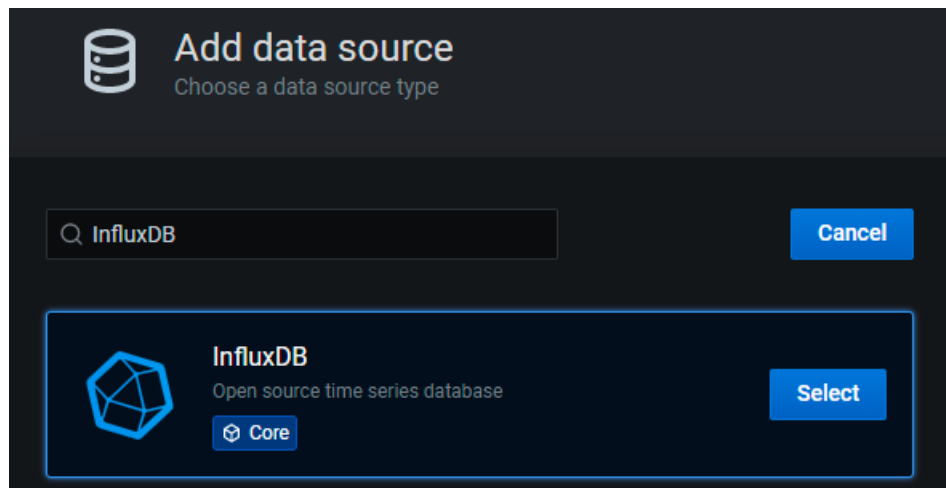 Add data source
Choose a data source type
InfluxDB
Cancel
InfluxDB
Open source time series database
Select
Core